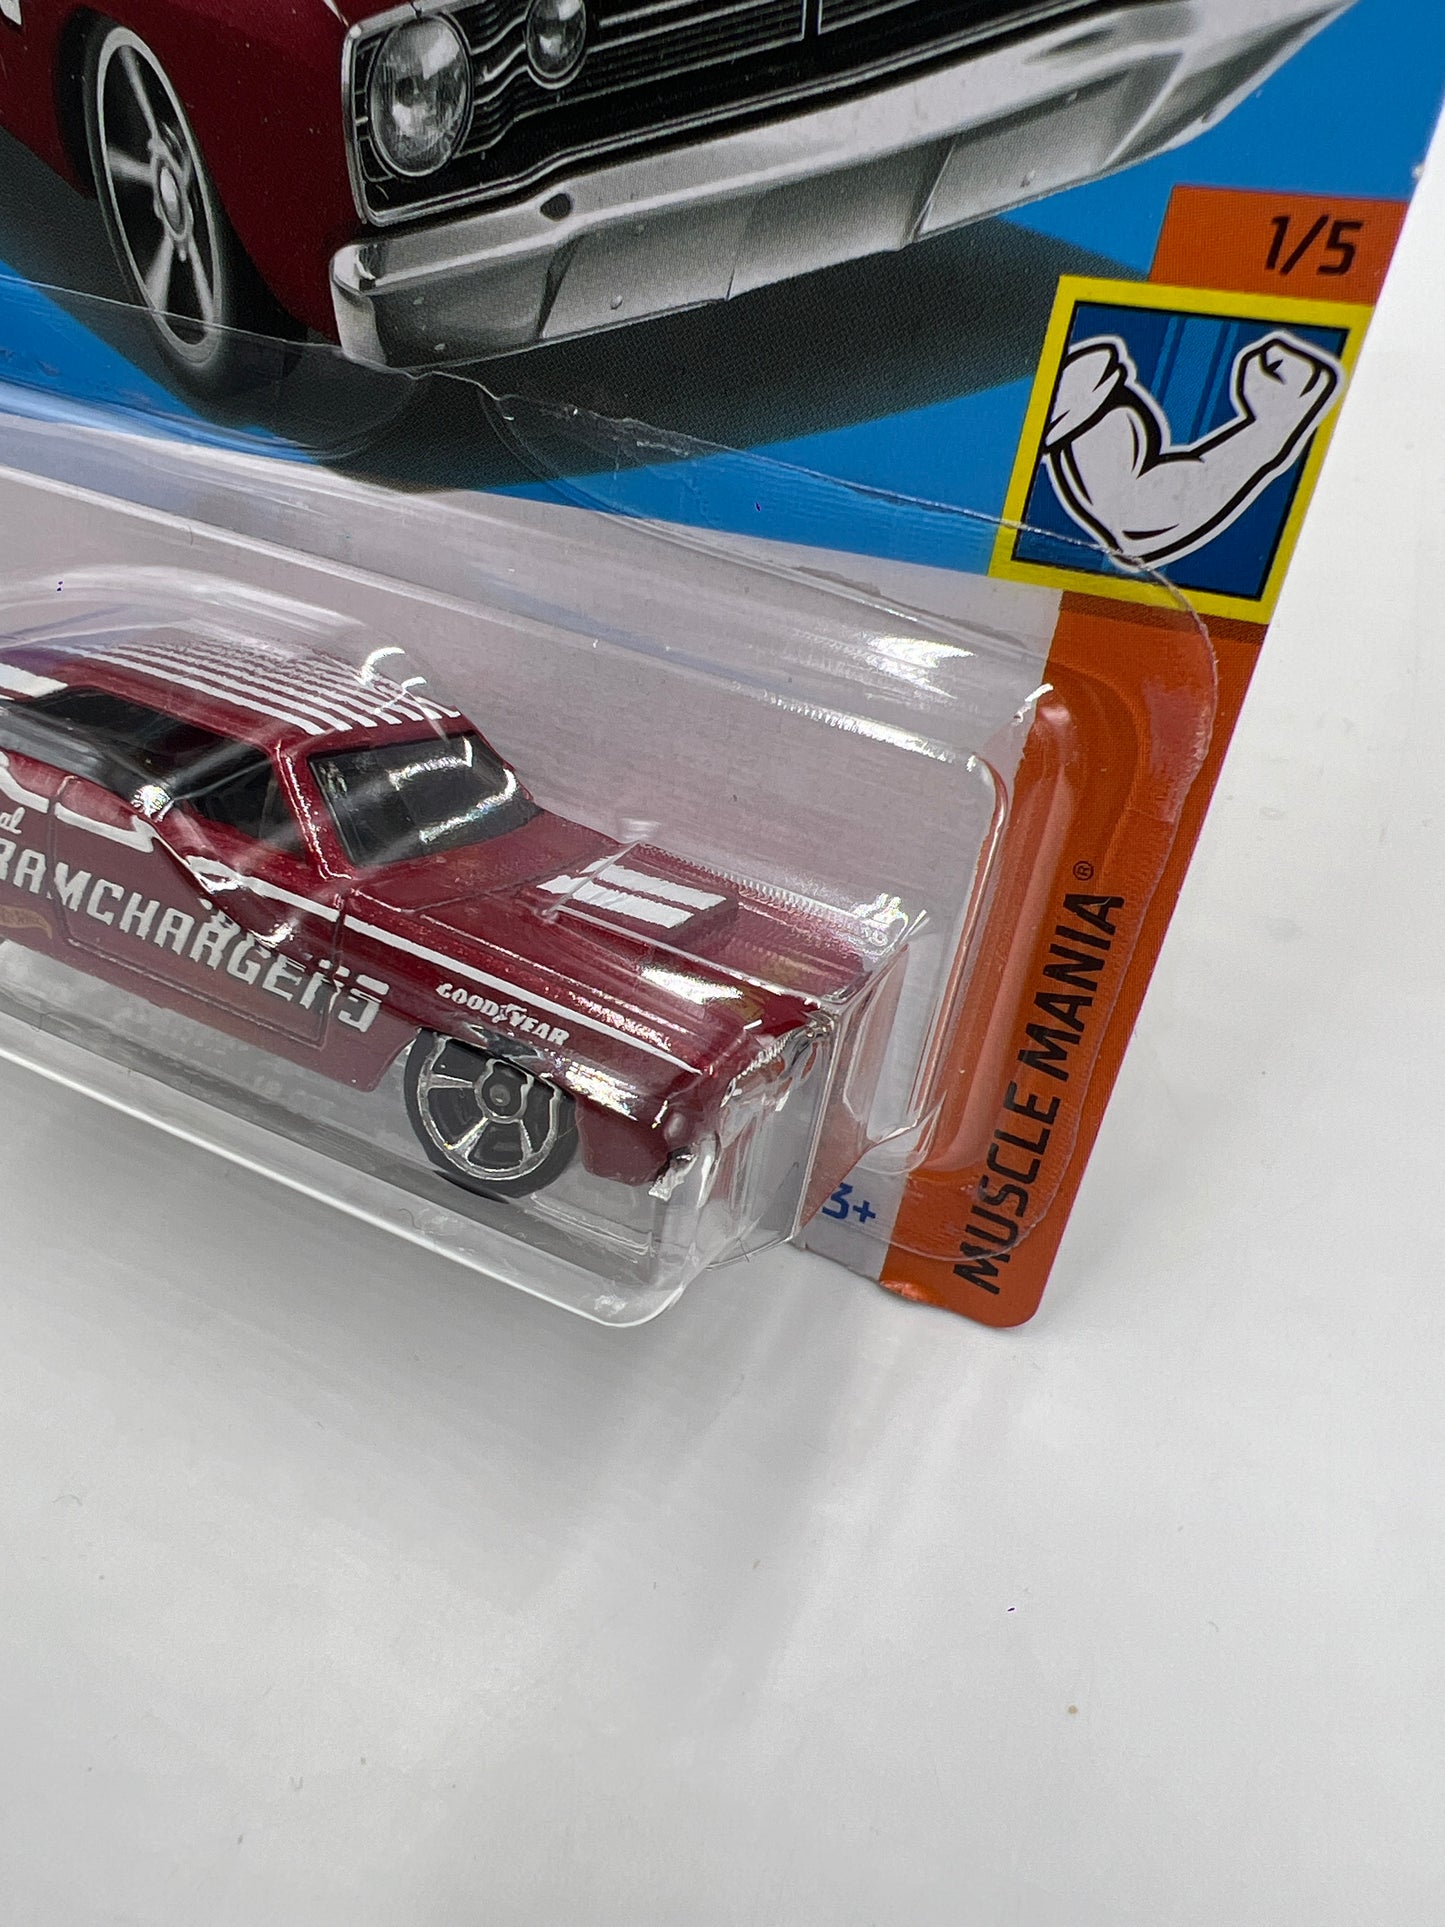 1/5
MUSCLE MANIA®
al
RAMCHARGERS
GOODYEAR
3+